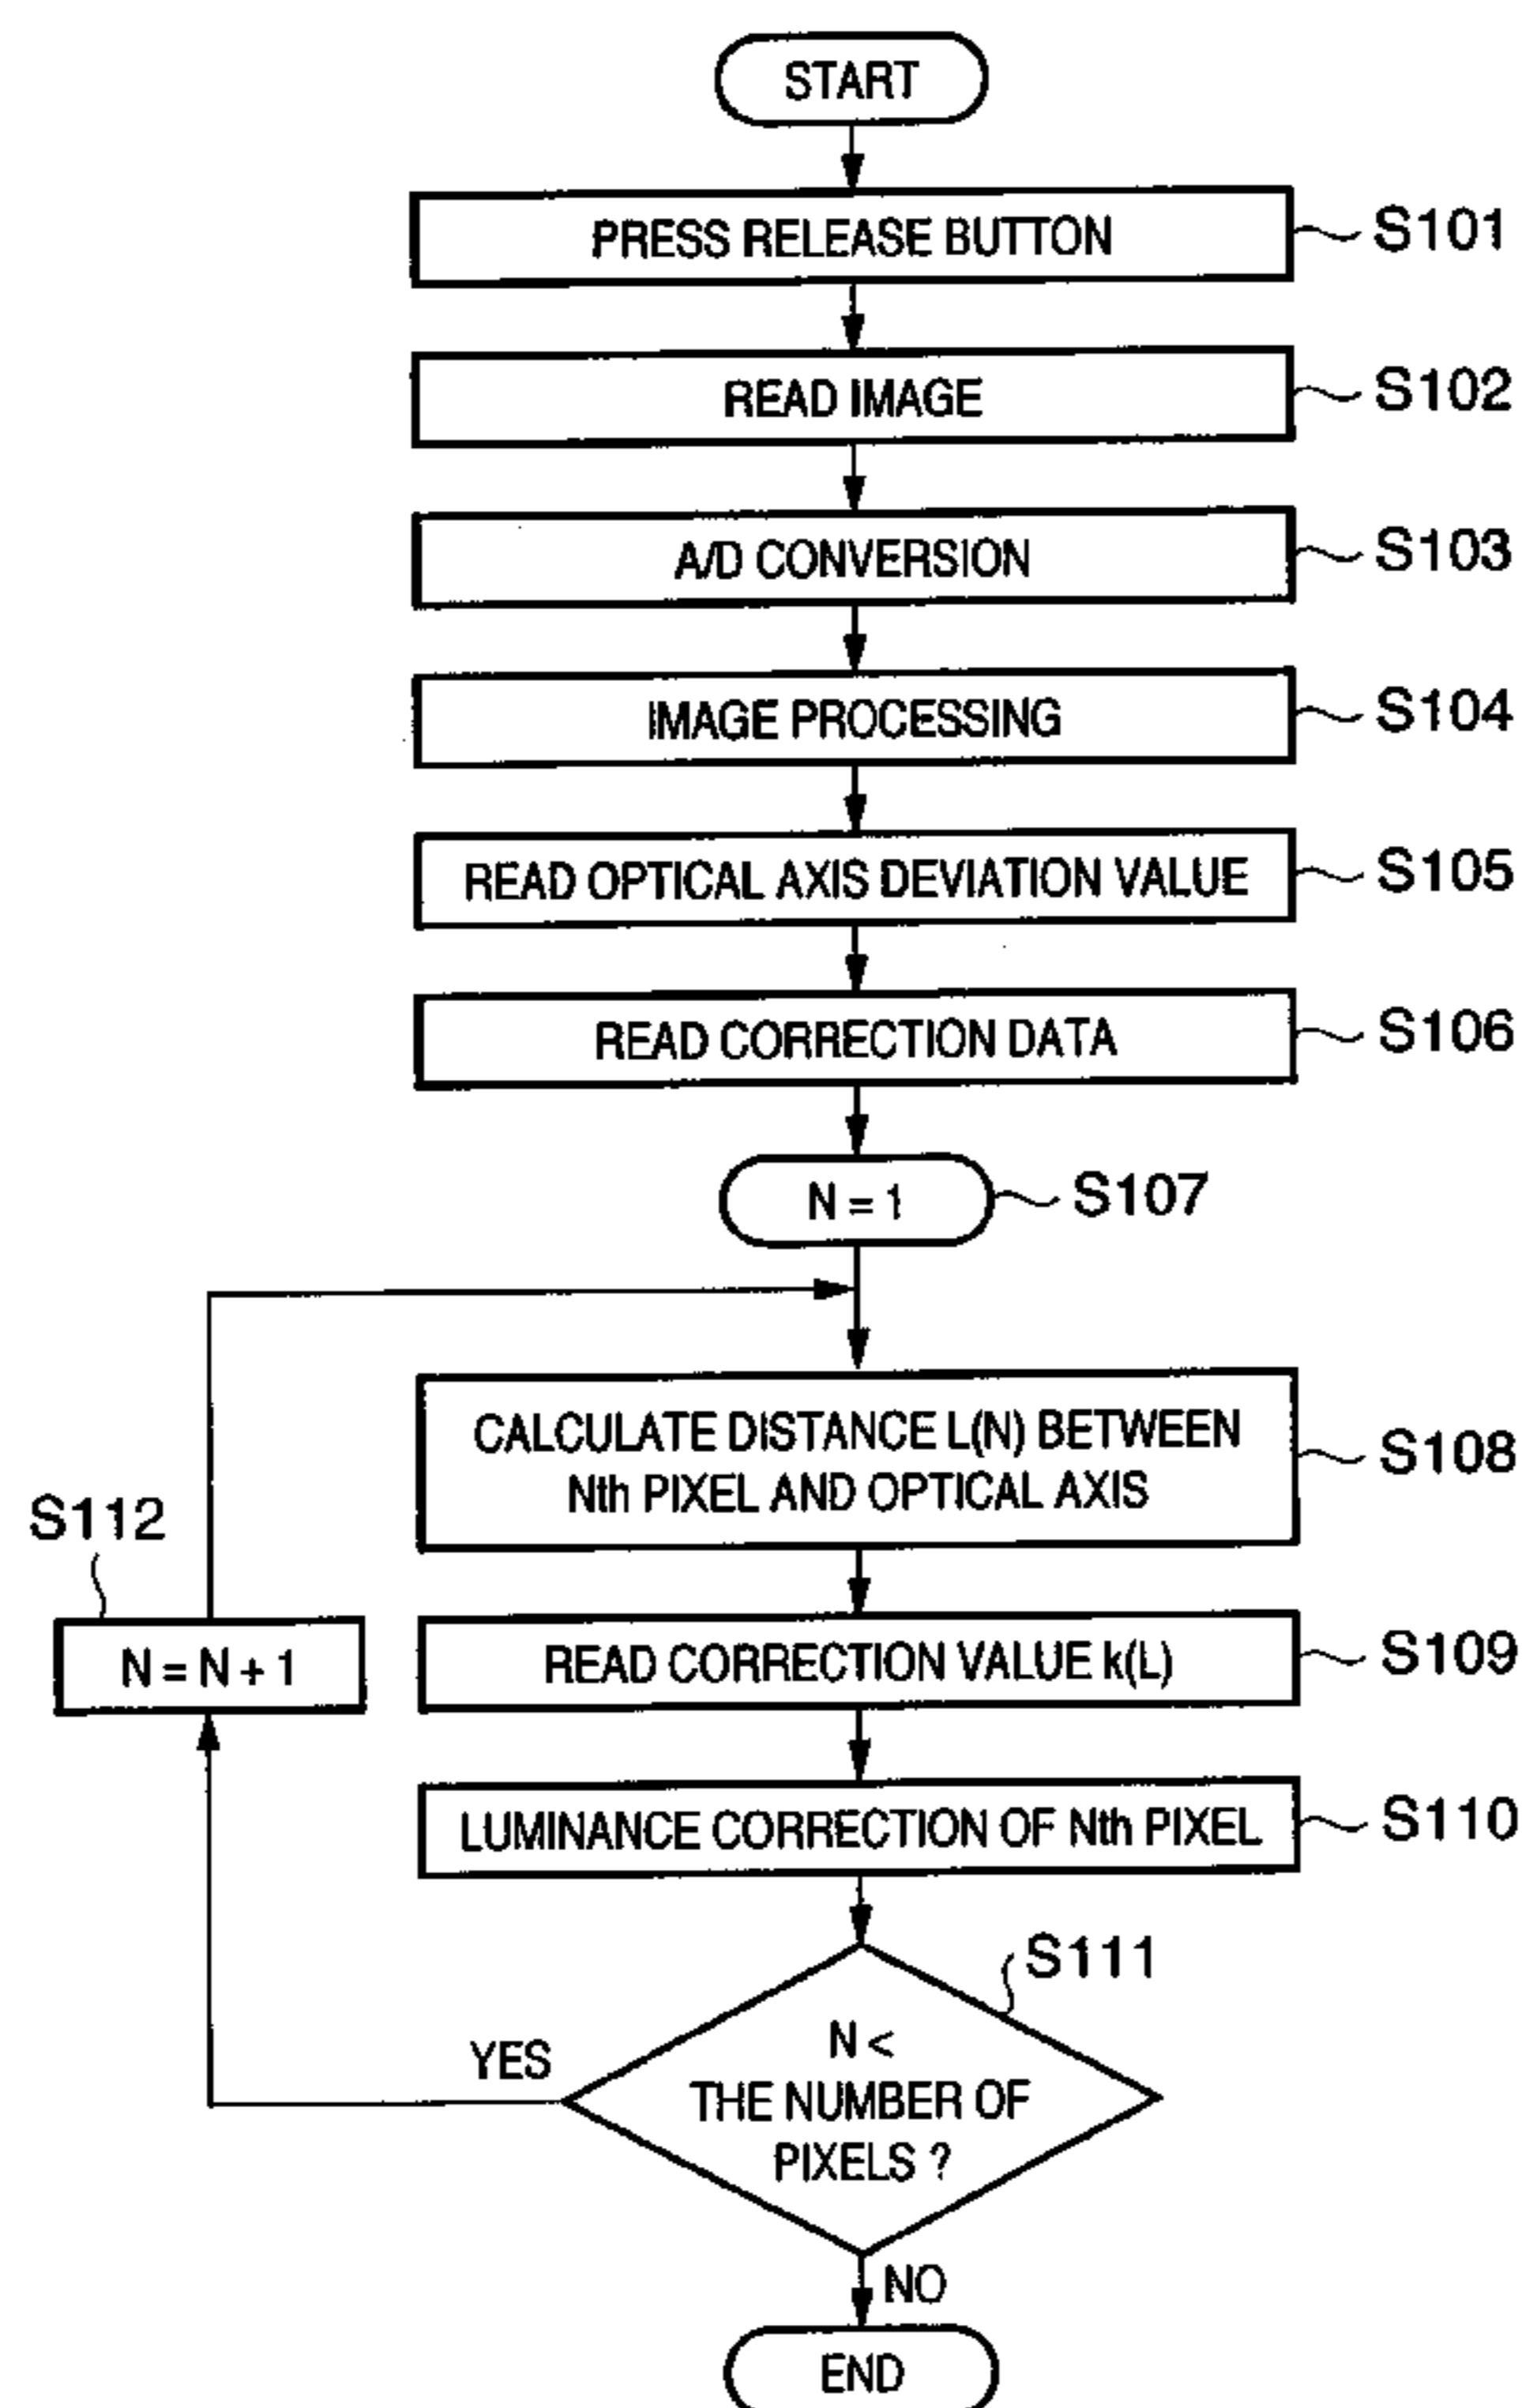 START
PRESS RELEASE BUTTON
S101
READ IMAGE
S102
A/D CONVERSION
S103
IMAGE PROCESSING
S104
READ OPTICAL AXIS DEVIATION VALUE
S105
READ CORRECTION DATA
S106
N = 1
S107
CALCULATE DISTANCE L(N) BETWEEN
Nth PIXEL AND OPTICAL AXIS
S108
S112
N = N + 1
READ CORRECTION VALUE k(L)
S109
LUMINANCE CORRECTION OF Nth PIXEL
S110
S111
N <
THE NUMBER OF
PIXELS ?
YES
NO
END